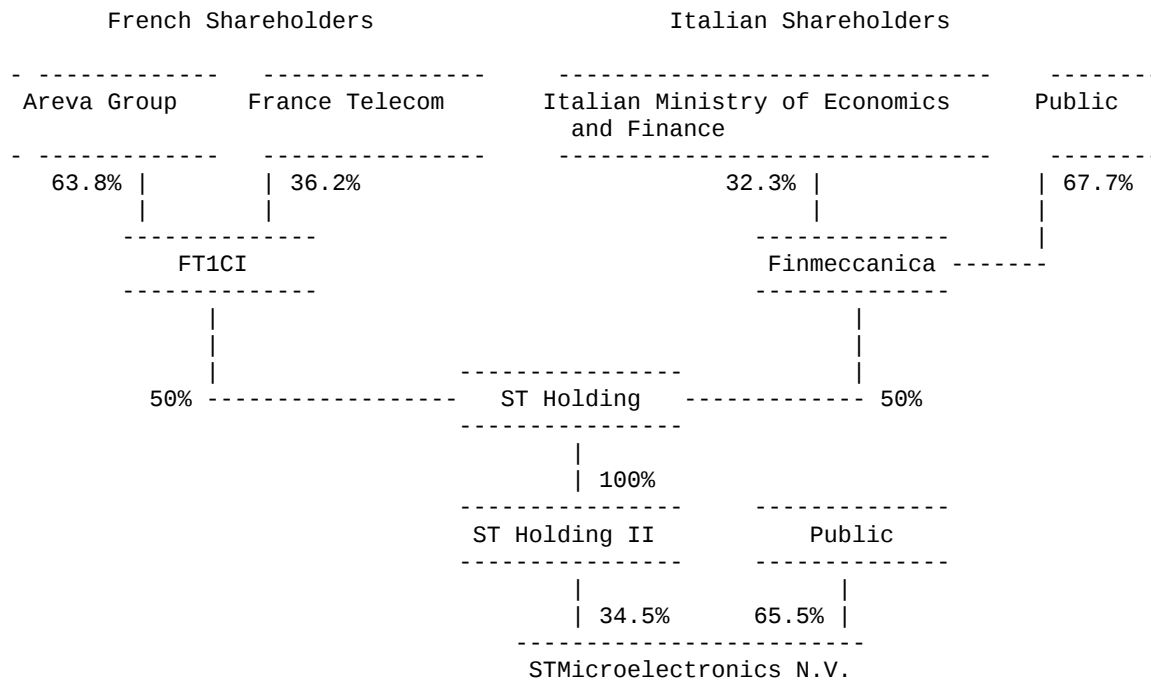 French Shareholders Italian Shareholders
- ------------- ---------------- ------------------------------- -------
Areva Group France Telecom Italian Ministry of Economics Public
and Finance
- ------------- ---------------- ------------------------------- -------
63.8% | | 36.2% 32.3% | | 67.7%
| | | |
-------------- -------------- |
FT1CI Finmeccanica -------
-------------- --------------
| |
| |
| ---------------- |
50% ------------------ ST Holding ------------- 50%
----------------
|
| 100%
---------------- --------------
ST Holding II Public
---------------- --------------
| |
| 34.5% 65.5% |
-------------------------
STMicroelectronics N.V.